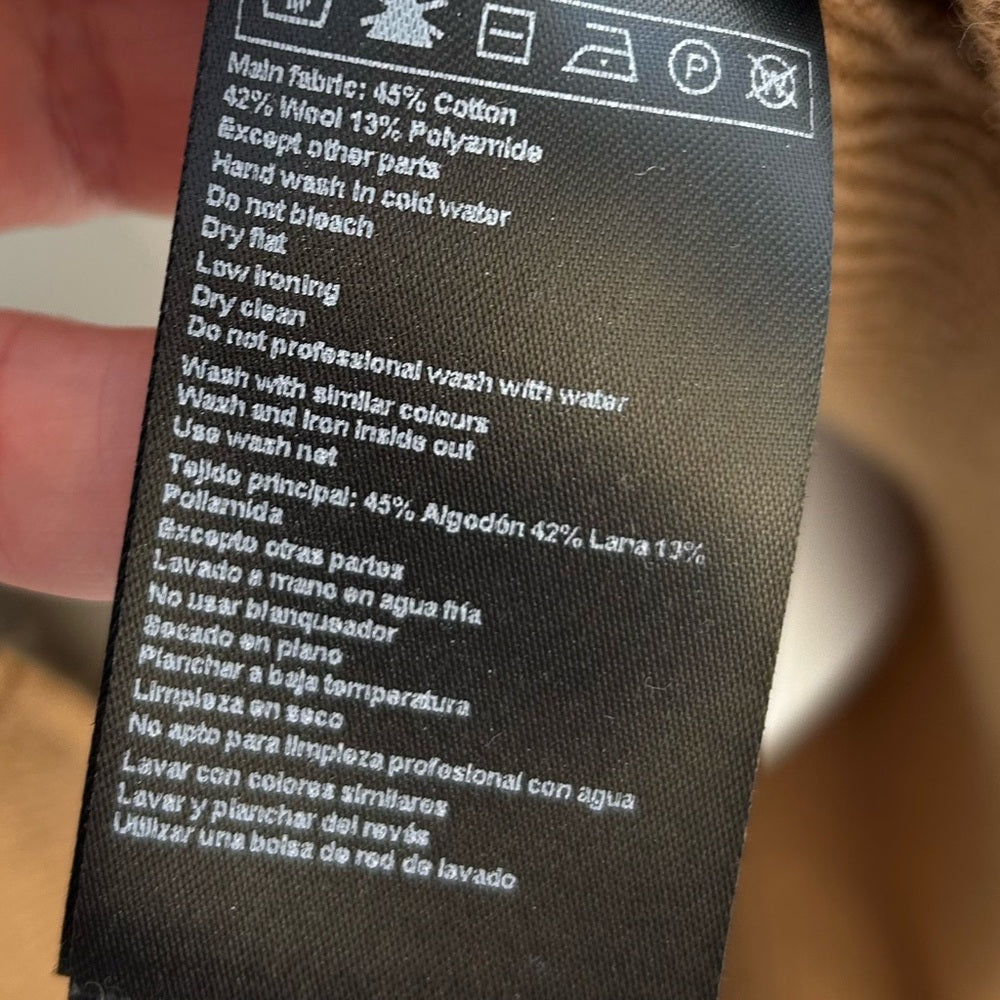 P W
Main fabric: 45% Cotton
42% Wool 13% Polyamide
Except other parts
Hand wash in cold water
Do not bleach
Dry flat
Low ironing
Dry clean
Do not professional wash with water
Wash with similar colours
Wash and iron inside out
Use wash net
Tejido principal: 45% Algodón 42% Lana 13%
Poliamida
Excepto otras partes
Lavado a mano en agua fría
No usar blanqueador
Secado en plano
Planchar a baja temperatura
Limpieza en seco
No apto para limpieza profesional con agua
Lavar con colores similares
Lavar y planchar del revés
Utilizar una bolsa de red de lavado